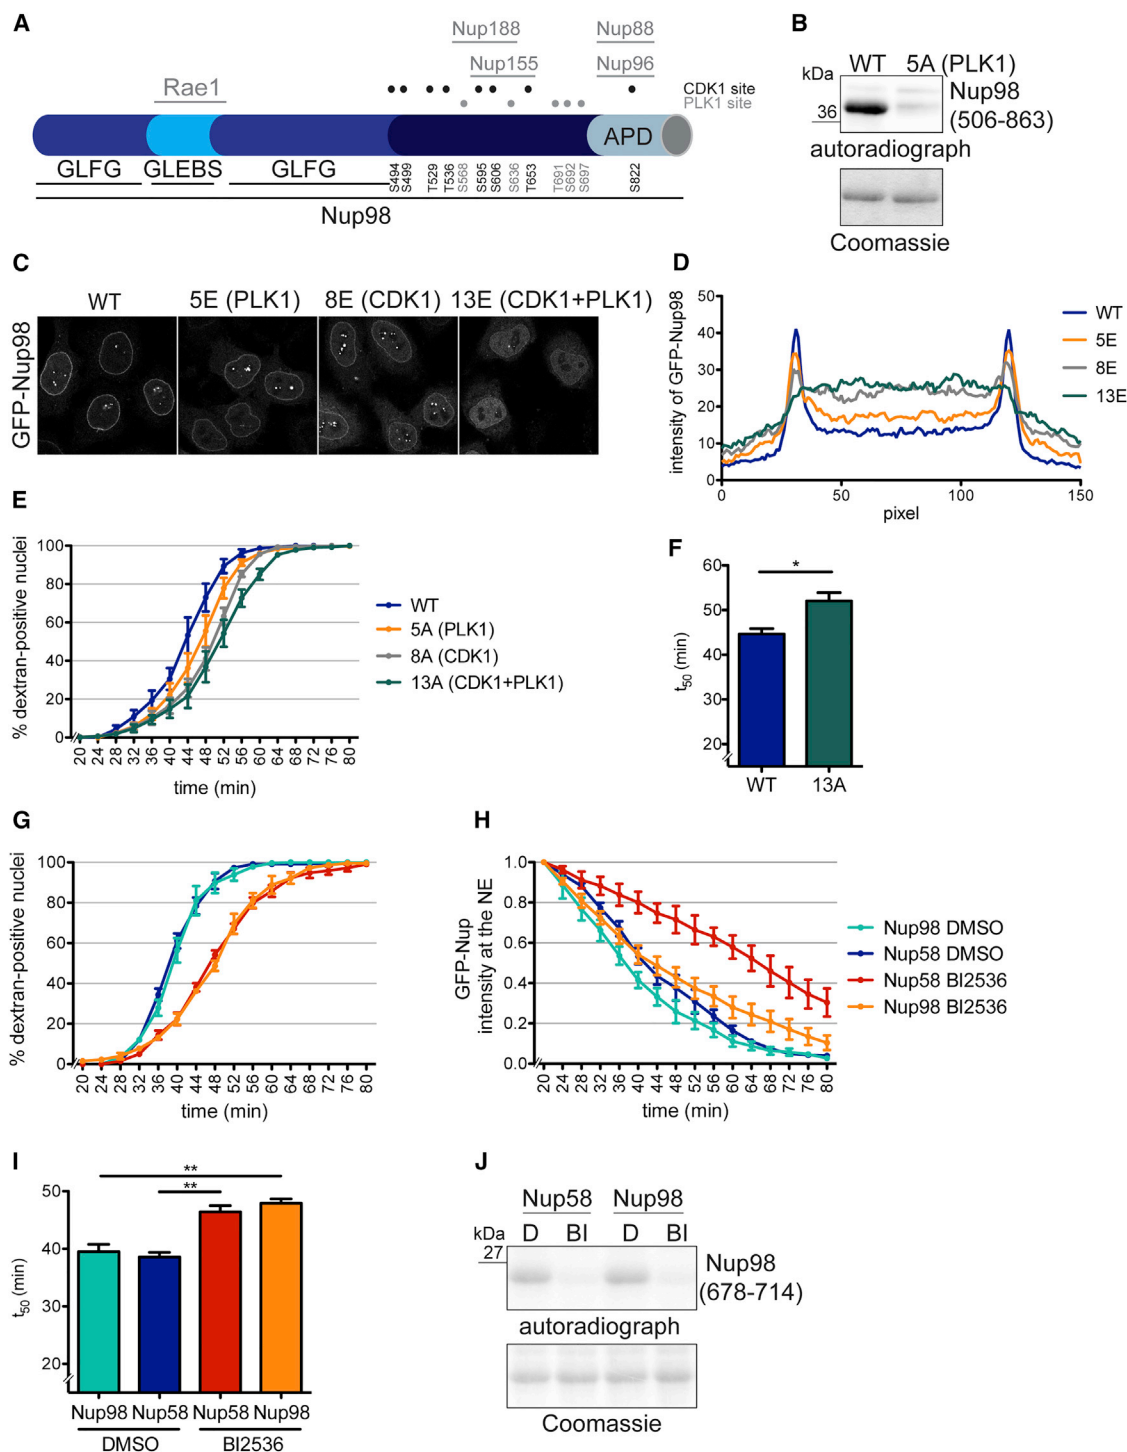 A
Nup188
Nup88
Nup155
Nup96
Rae1
CDK1 site
PLK1 site
APD
GLFG
GLEBS
GLFG
S494
S499
T529
T536
S568
S595
S606
S636
T653
T691
S692
S697
S822
Nup98
B
WT
5A (PLK1)
kDa
36
Nup98
(506-863)
autoradiograph
Coomassie
C
WT
5E (PLK1)
8E (CDK1)
13E (CDK1+PLK1)
GFP-Nup98
D
intensity of GFP-Nup98
50
40
30
20
10
0
0
50
100
150
pixel
WT
5E
8E
13E
E
% dextran-positive nuclei
100
80
60
40
20
0
20 24 28 32 36 40 44 48 52 56 60 64 68 72 76 80
time (min)
WT
5A (PLK1)
8A (CDK1)
13A (CDK1+PLK1)
F
t50 (min)
60
50
40
30
20
*
WT
13A
G
% dextran-positive nuclei
100
80
60
40
20
0
20 24 28 32 36 40 44 48 52 56 60 64 68 72 76 80
time (min)
H
GFP-Nup
intensity at the NE
1.0
0.8
0.6
0.4
0.2
0.0
20 24 28 32 36 40 44 48 52 56 60 64 68 72 76 80
time (min)
Nup98 DMSO
Nup58 DMSO
Nup58 BI2536
Nup98 BI2536
I
t50 (min)
50
40
30
20
**
**
Nup98 Nup58 Nup58 Nup98
DMSO
BI2536
J
Nup58
Nup98
kDa
D
BI
D
BI
27
Nup98
(678-714)
autoradiograph
Coomassie